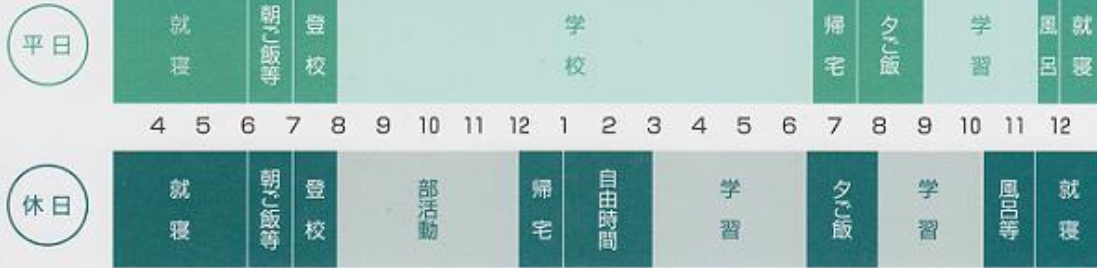 平日
就寝
朝ご飯等
登校
学校
帰宅
夕ご飯
学習
風呂
就寝
4 5 6 7 8 9 10 11 12 1 2 3 4 5 6 7 8 9 10 11 12
休日
就寝
朝ご飯等
登校
部活動
帰宅
自由時間
学習
夕ご飯
学習
風呂等
就寝